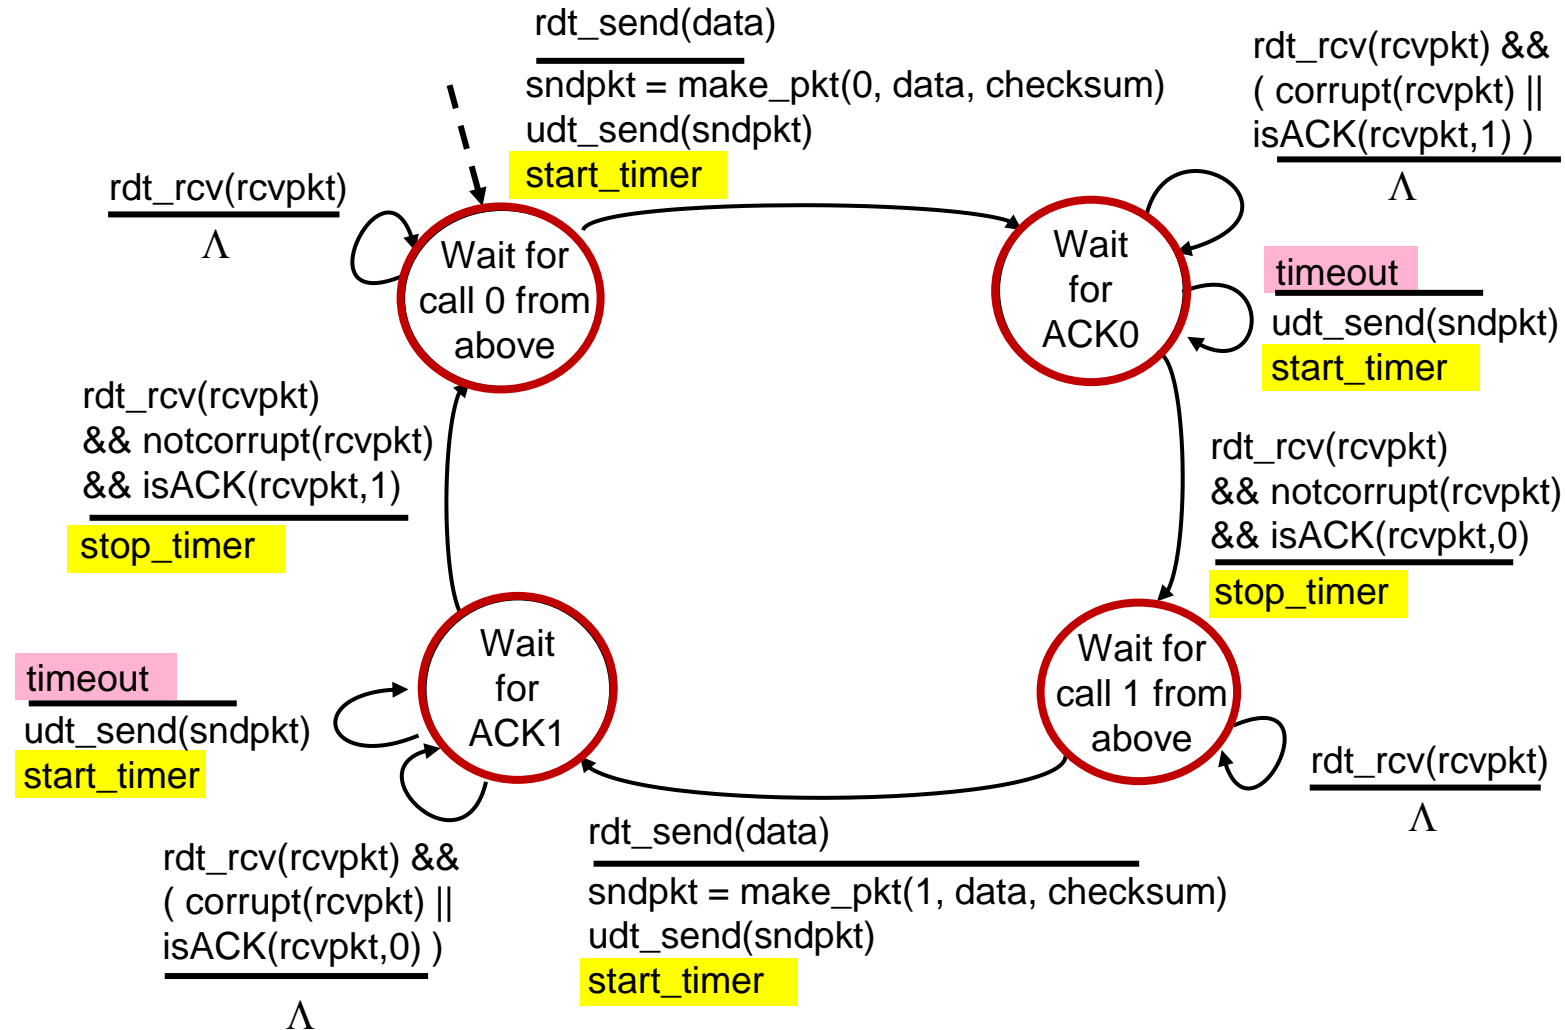 rdt_send(data)
sndpkt = make_pkt(0, data, checksum)
udt_send(sndpkt)
start_timer
rdt_rcv(rcvpkt) &&
( corrupt(rcvpkt) ||
isACK(rcvpkt,1) )
Λ
rdt_rcv(rcvpkt)
Λ
Wait for
call 0 from
above
Wait
for
ACK0
timeout
udt_send(sndpkt)
start_timer
rdt_rcv(rcvpkt)
&& notcorrupt(rcvpkt)
&& isACK(rcvpkt,1)
stop_timer
rdt_rcv(rcvpkt)
&& notcorrupt(rcvpkt)
&& isACK(rcvpkt,0)
stop_timer
Wait
for
ACK1
Wait for
call 1 from
above
timeout
udt_send(sndpkt)
start_timer
rdt_rcv(rcvpkt)
Λ
rdt_rcv(rcvpkt) &&
( corrupt(rcvpkt) ||
isACK(rcvpkt,0) )
Λ
rdt_send(data)
sndpkt = make_pkt(1, data, checksum)
udt_send(sndpkt)
start_timer